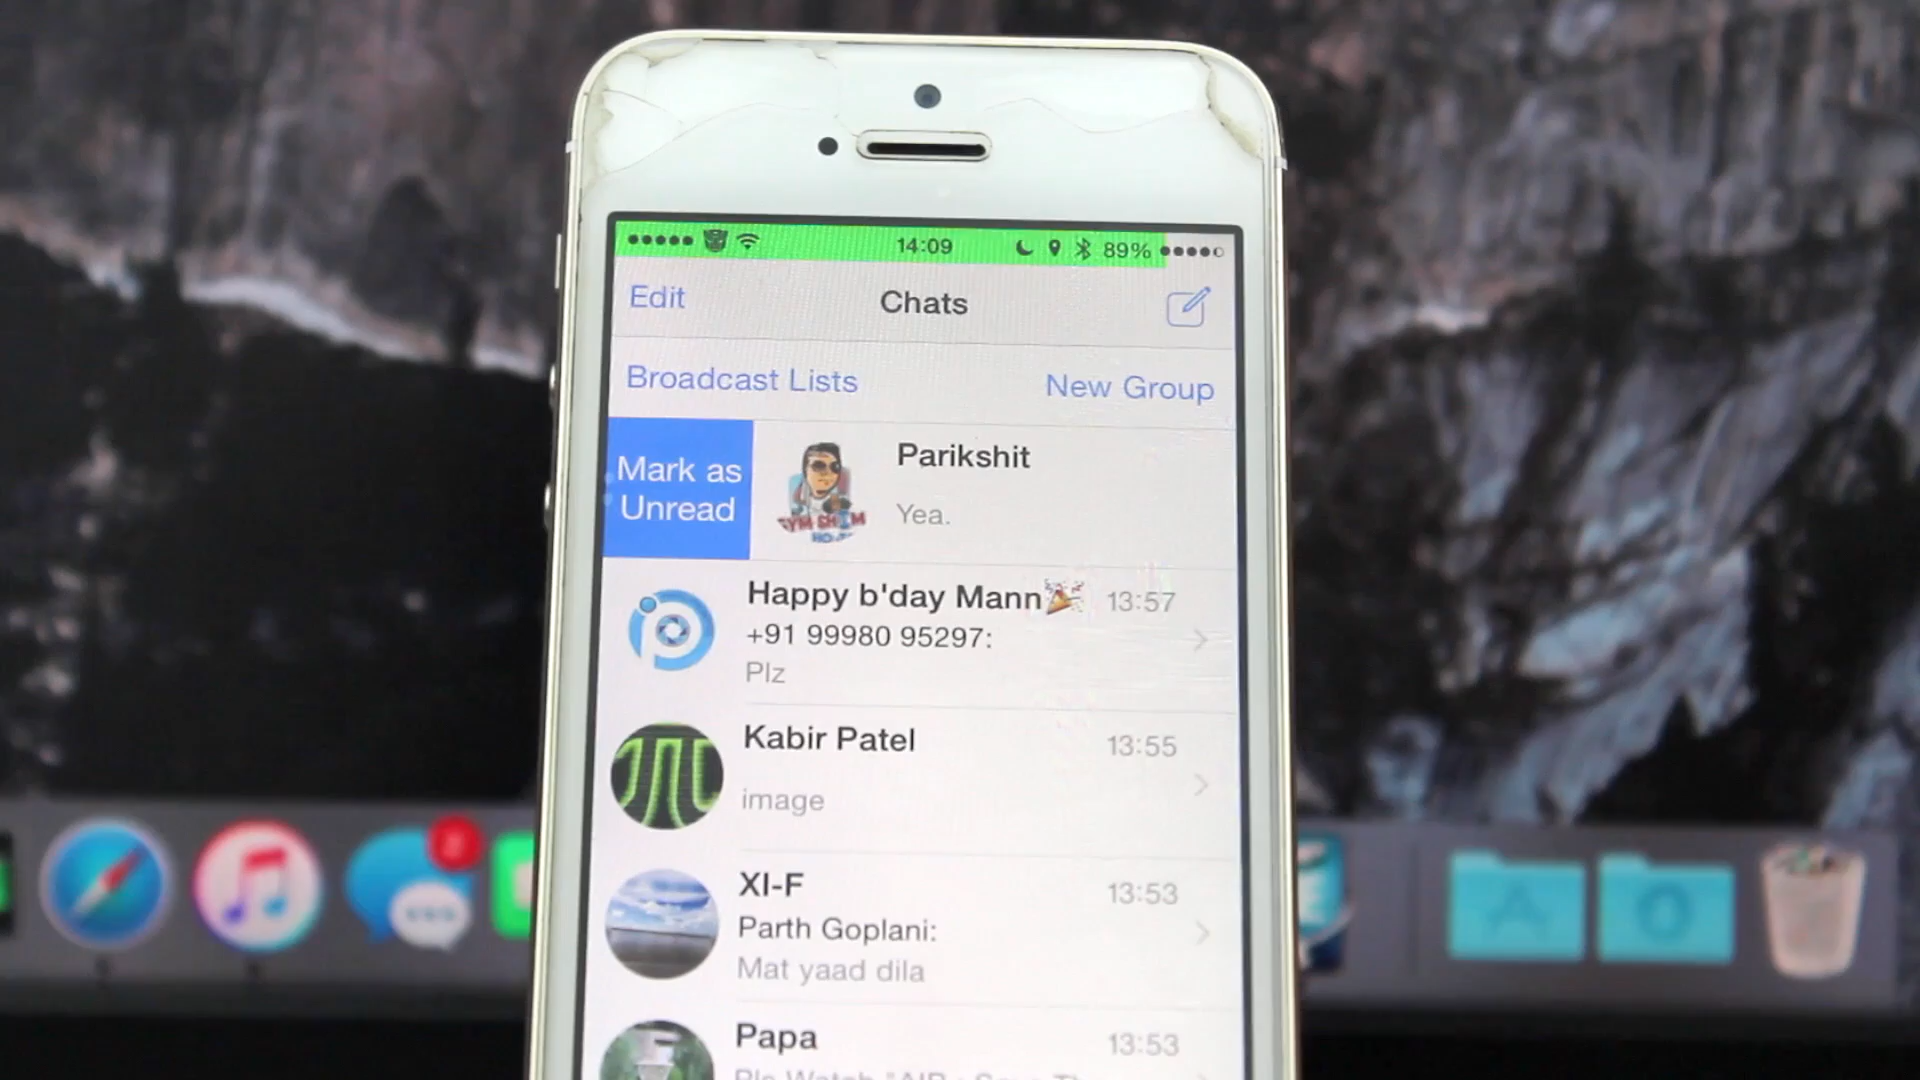 14:09 89%
Edit Chats
Broadcast Lists New Group
Mark as
Unread
Parikshit
Yea.
Happy b'day Mann🎉 13:57
+91 99980 95297:
Plz
Kabir Patel 13:55
image
XI-F 13:53
Parth Goplani:
Mat yaad dila
Papa 13:53